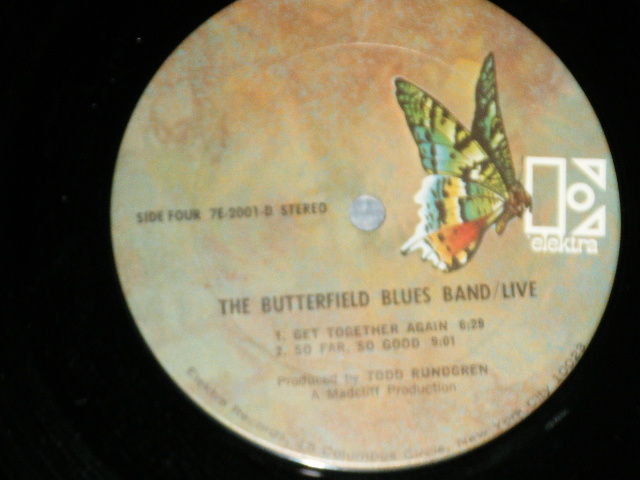 SIDE FOUR 7E-2001-D STEREO
elektra
THE BUTTERFIELD BLUES BAND/LIVE
1. GET TOGETHER AGAIN 6:29
2. SO FAR, SO GOOD 9:01
Produced by TODD RUNDGREN
A Madcliff Production
Elektra Records, 15 Columbus Circle, New York City 10023